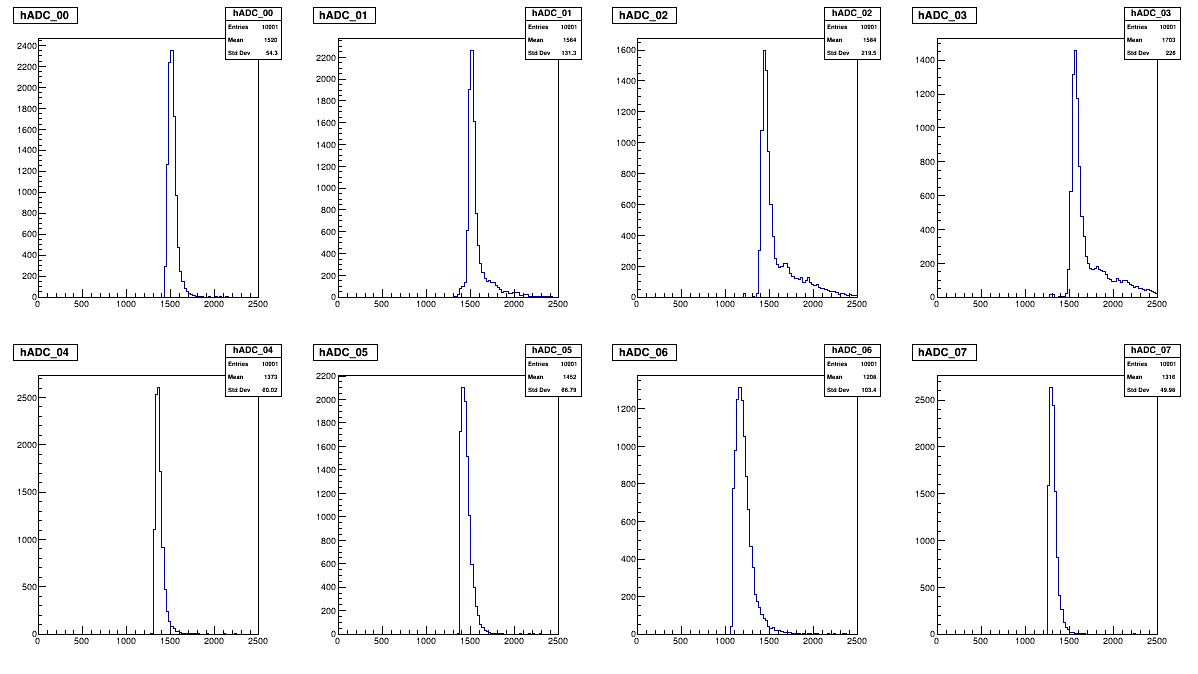 hADC_00
hADC_00
Entries 10001
Mean 1520
Std Dev 54.3
2400
2200
2000
1800
1600
1400
1200
1000
800
600
400
200
0
0 500 1000 1500 2000 2500
hADC_01
hADC_01
Entries 10001
Mean 1564
Std Dev 131.3
2200
2000
1800
1600
1400
1200
1000
800
600
400
200
0
0 500 1000 1500 2000 2500
hADC_02
hADC_02
Entries 10001
Mean 1584
Std Dev 219.5
1600
1400
1200
1000
800
600
400
200
0
0 500 1000 1500 2000 2500
hADC_03
hADC_03
Entries 10001
Mean 1703
Std Dev 226
1400
1200
1000
800
600
400
200
0
0 500 1000 1500 2000 2500
hADC_04
hADC_04
Entries 10001
Mean 1373
Std Dev 60.02
2500
2000
1500
1000
500
0
0 500 1000 1500 2000 2500
hADC_05
hADC_05
Entries 10001
Mean 1452
Std Dev 66.79
2200
2000
1800
1600
1400
1200
1000
800
600
400
200
0
0 500 1000 1500 2000 2500
hADC_06
hADC_06
Entries 10001
Mean 1208
Std Dev 103.4
1200
1000
800
600
400
200
0
0 500 1000 1500 2000 2500
hADC_07
hADC_07
Entries 10001
Mean 1316
Std Dev 49.98
2500
2000
1500
1000
500
0
0 500 1000 1500 2000 2500